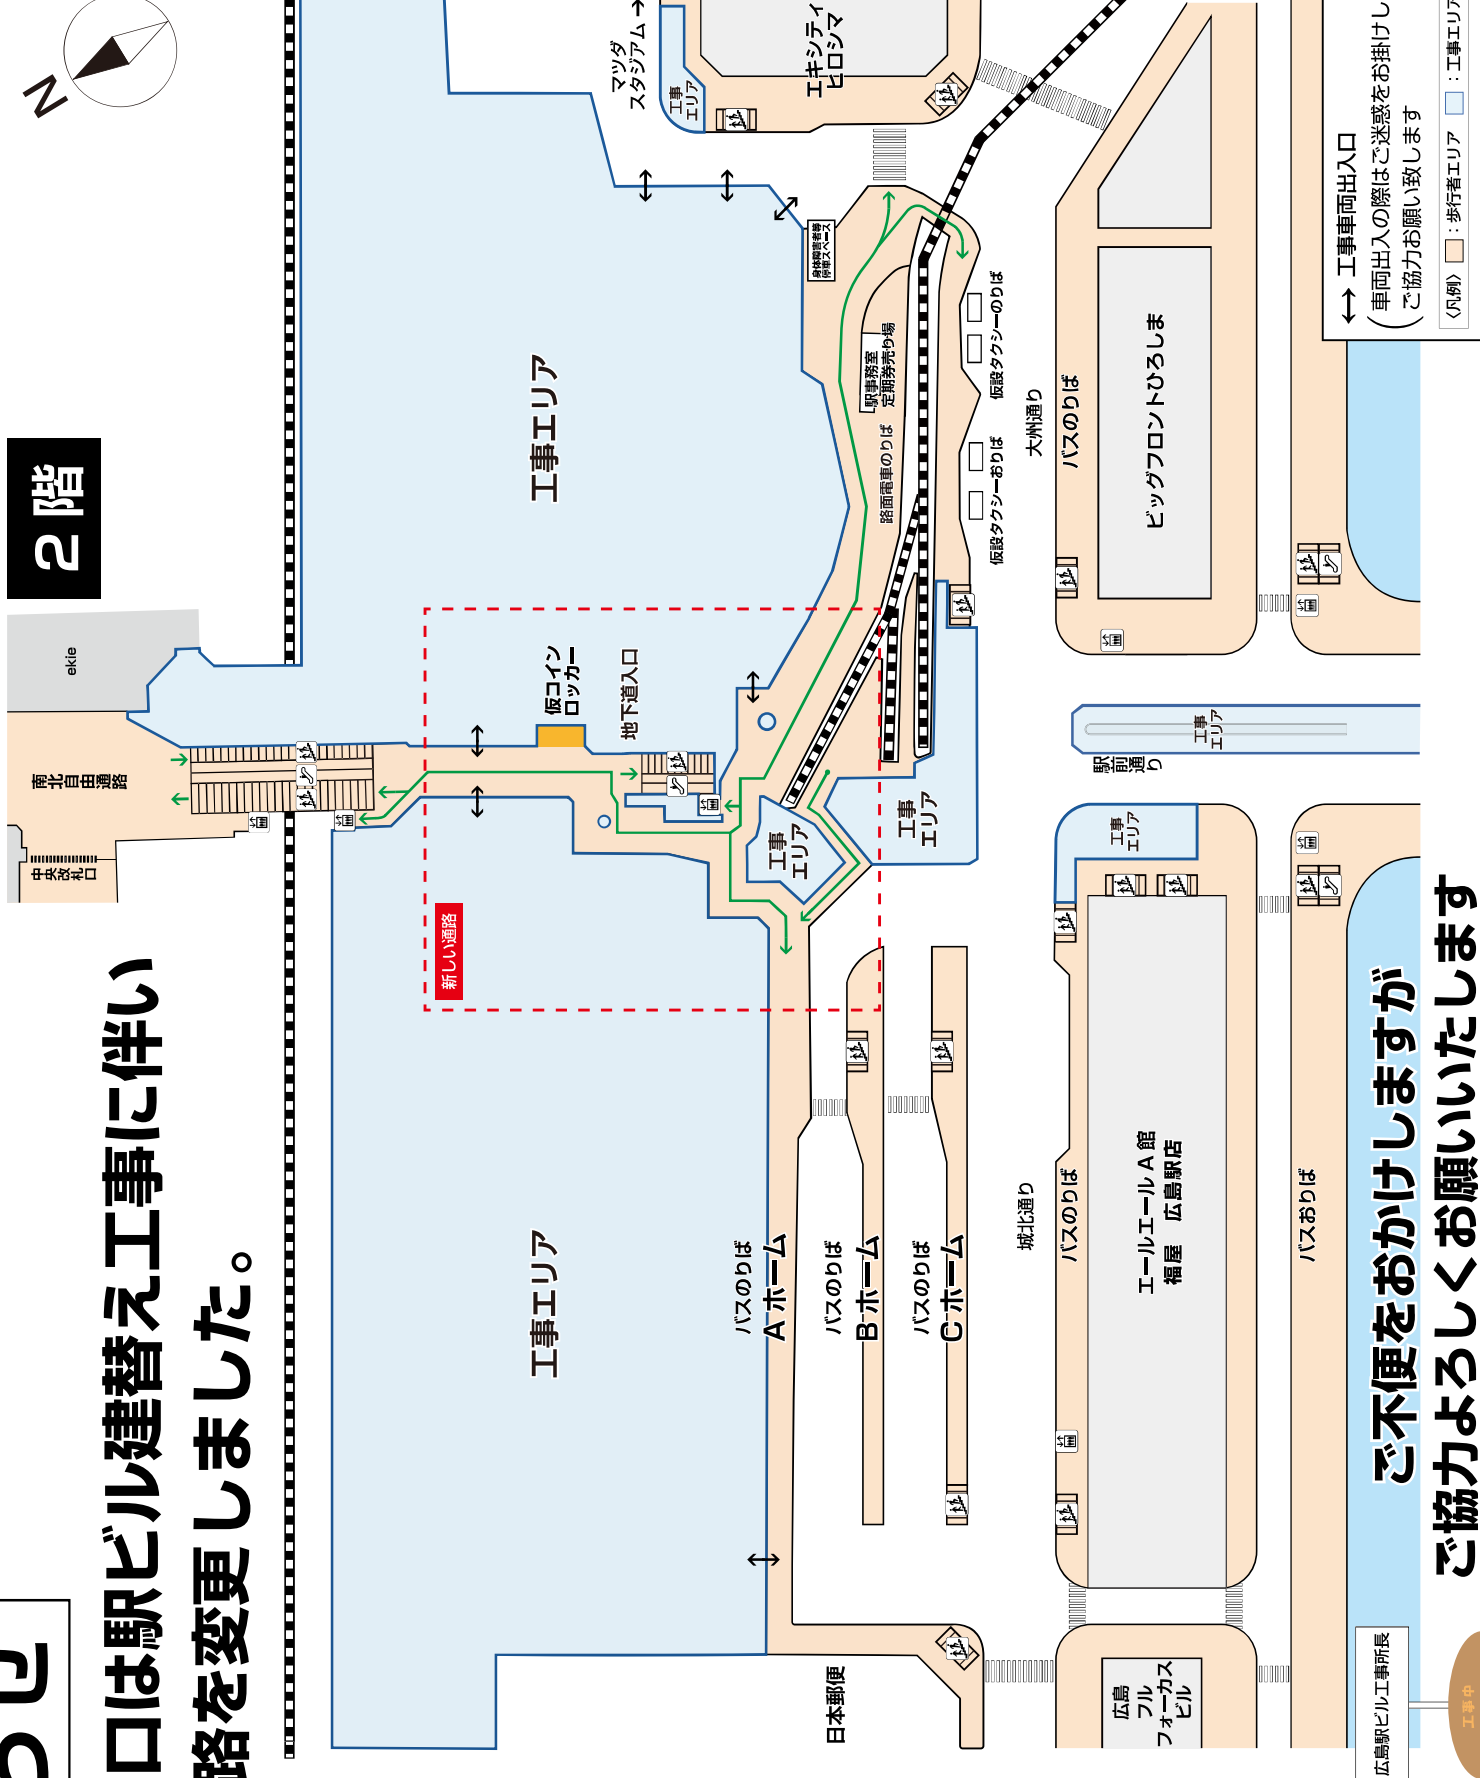 口は駅ビル建替え工事に伴い
路を変更しました。
2階
N
ekie
南北自由通路
中央改札口
マツダ
スタジアム→
工事
エリア
エキシティ
ヒロシマ
工事エリア
身体障害者等
停車スペース
駅事務室
定期券売り場
路面電車のりば
仮設タクシーのりば
仮設タクシーおりば
仮コイン
ロッカー
地下道入口
新しい通路
工事
エリア
工事
エリア
工事エリア
大州通り
バスのりば
ビッグフロントひろしま
工事
エリア
駅前通り
工事
エリア
バスのりば
Aホーム
バスのりば
Bホーム
バスのりば
Cホーム
城北通り
バスのりば
エールエールA館
福屋 広島駅店
バスおりば
日本郵便
広島
フル
フォーカス
ビル
↔工事車両出入口
(車両出入の際はご迷惑をお掛けし
ご協力お願い致します
〈凡例〉 :歩行者エリア :工事エリア
ご不便をおかけしますが
ご協力よろしくお願いいたします
広島駅ビル工事所長
工事中